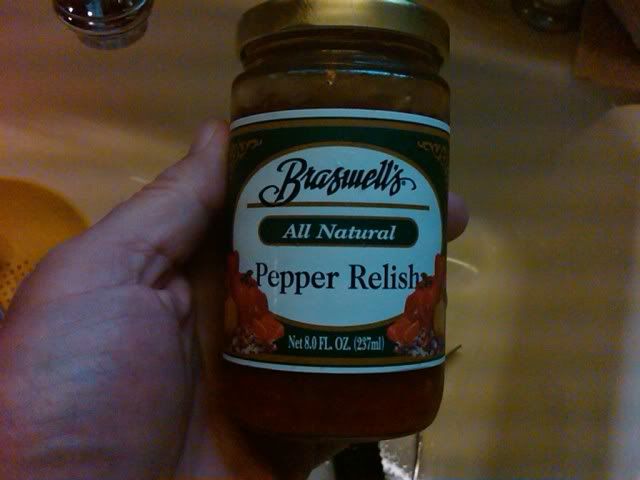 Braswell's
All Natural
Pepper Relish
Net 8.0 FL. OZ. (237ml)